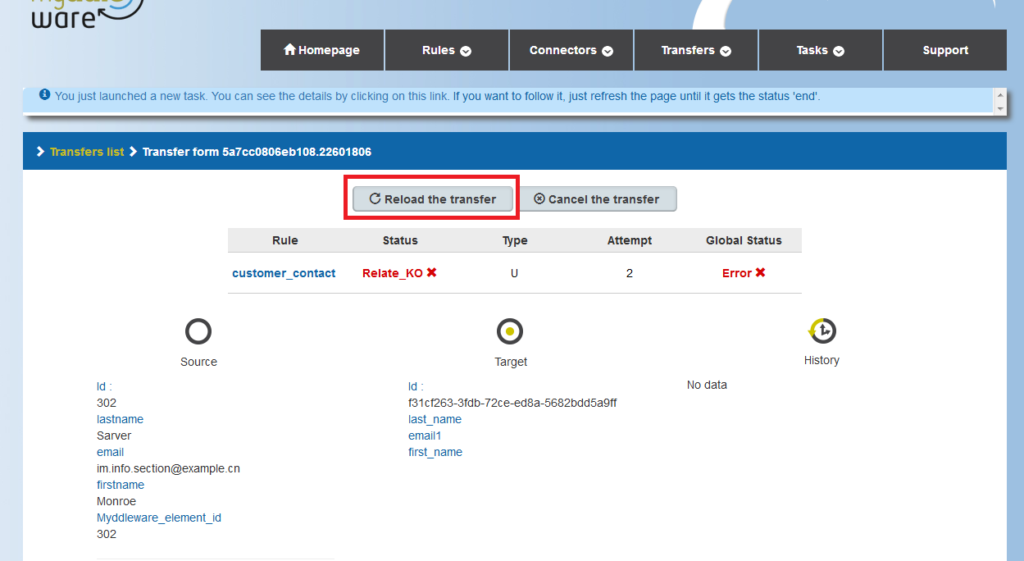 ware
Homepage Rules Connectors Transfers Tasks Support
You just launched a new task. You can see the details by clicking on this link. If you want to follow it, just refresh the page until it gets the status 'end'.
Transfers list Transfer form 5a7cc0806eb108.22601806
Reload the transfer Cancel the transfer
Rule Status Type Attempt Global Status
customer_contact Relate_KO U 2 Error
Source Target History
Id : Id : No data
302 f31cf263-3fdb-72ce-ed8a-5682bdd5a9ff
lastname last_name
Sarver email1
email first_name
im.info.section@example.cn
firstname
Monroe
Myddleware_element_id
302